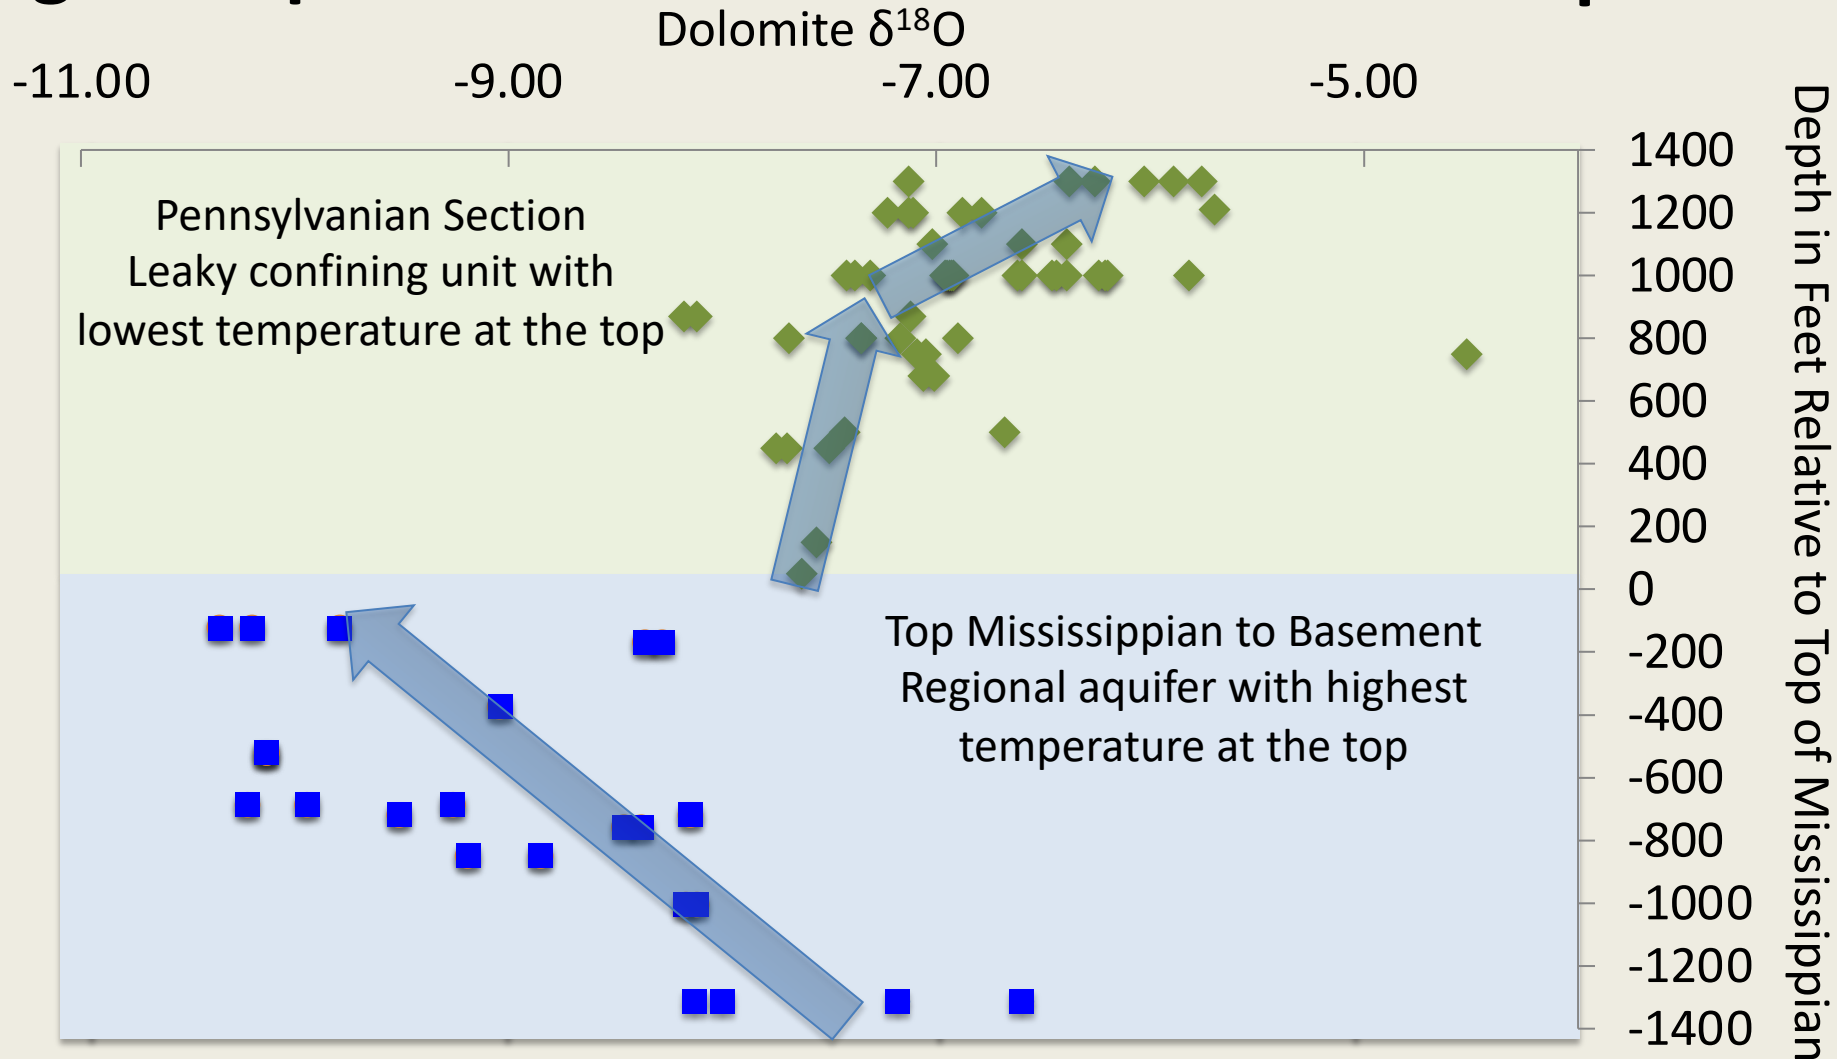 Dolomite δ¹⁸O
-11.00
-9.00
-7.00
-5.00
1400
1200
1000
800
600
400
200
0
-200
-400
-600
-800
-1000
-1200
-1400
Depth in Feet Relative to Top of Mississippian
Pennsylvanian Section
Leaky confining unit with
lowest temperature at the top
Top Mississippian to Basement
Regional aquifer with highest
temperature at the top